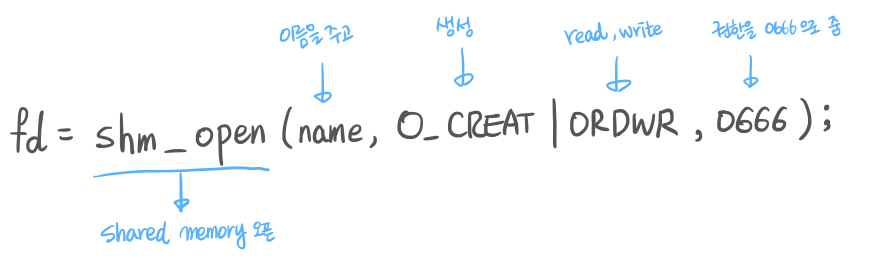 이름을 주고 생성 read, write 권한을 0666으로 줌
fd = shm_open (name, O_CREAT | ORDWR, 0666);
shared memory 오픈